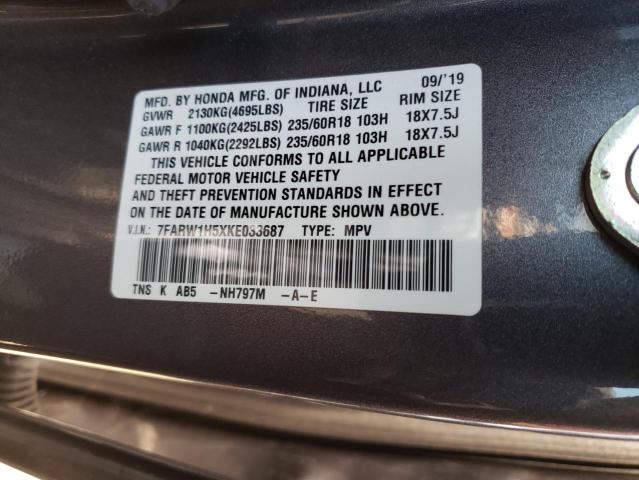 MFD. BY HONDA MFG. OF INDIANA, LLC 09/'19
GVWR 2130KG(4695LBS) TIRE SIZE RIM SIZE
GAWR F 1100KG(2425LBS) 235/60R18 103H 18X7.5J
GAWR R 1040KG(2292LBS) 235/60R18 103H 18X7.5J
THIS VEHICLE CONFORMS TO ALL APPLICABLE
FEDERAL MOTOR VEHICLE SAFETY
AND THEFT PREVENTION STANDARDS IN EFFECT
ON THE DATE OF MANUFACTURE SHOWN ABOVE.
V.I.N.: 7FARW1H5XKE033687 TYPE: MPV
TNS K AB5 -NH797M -A-E